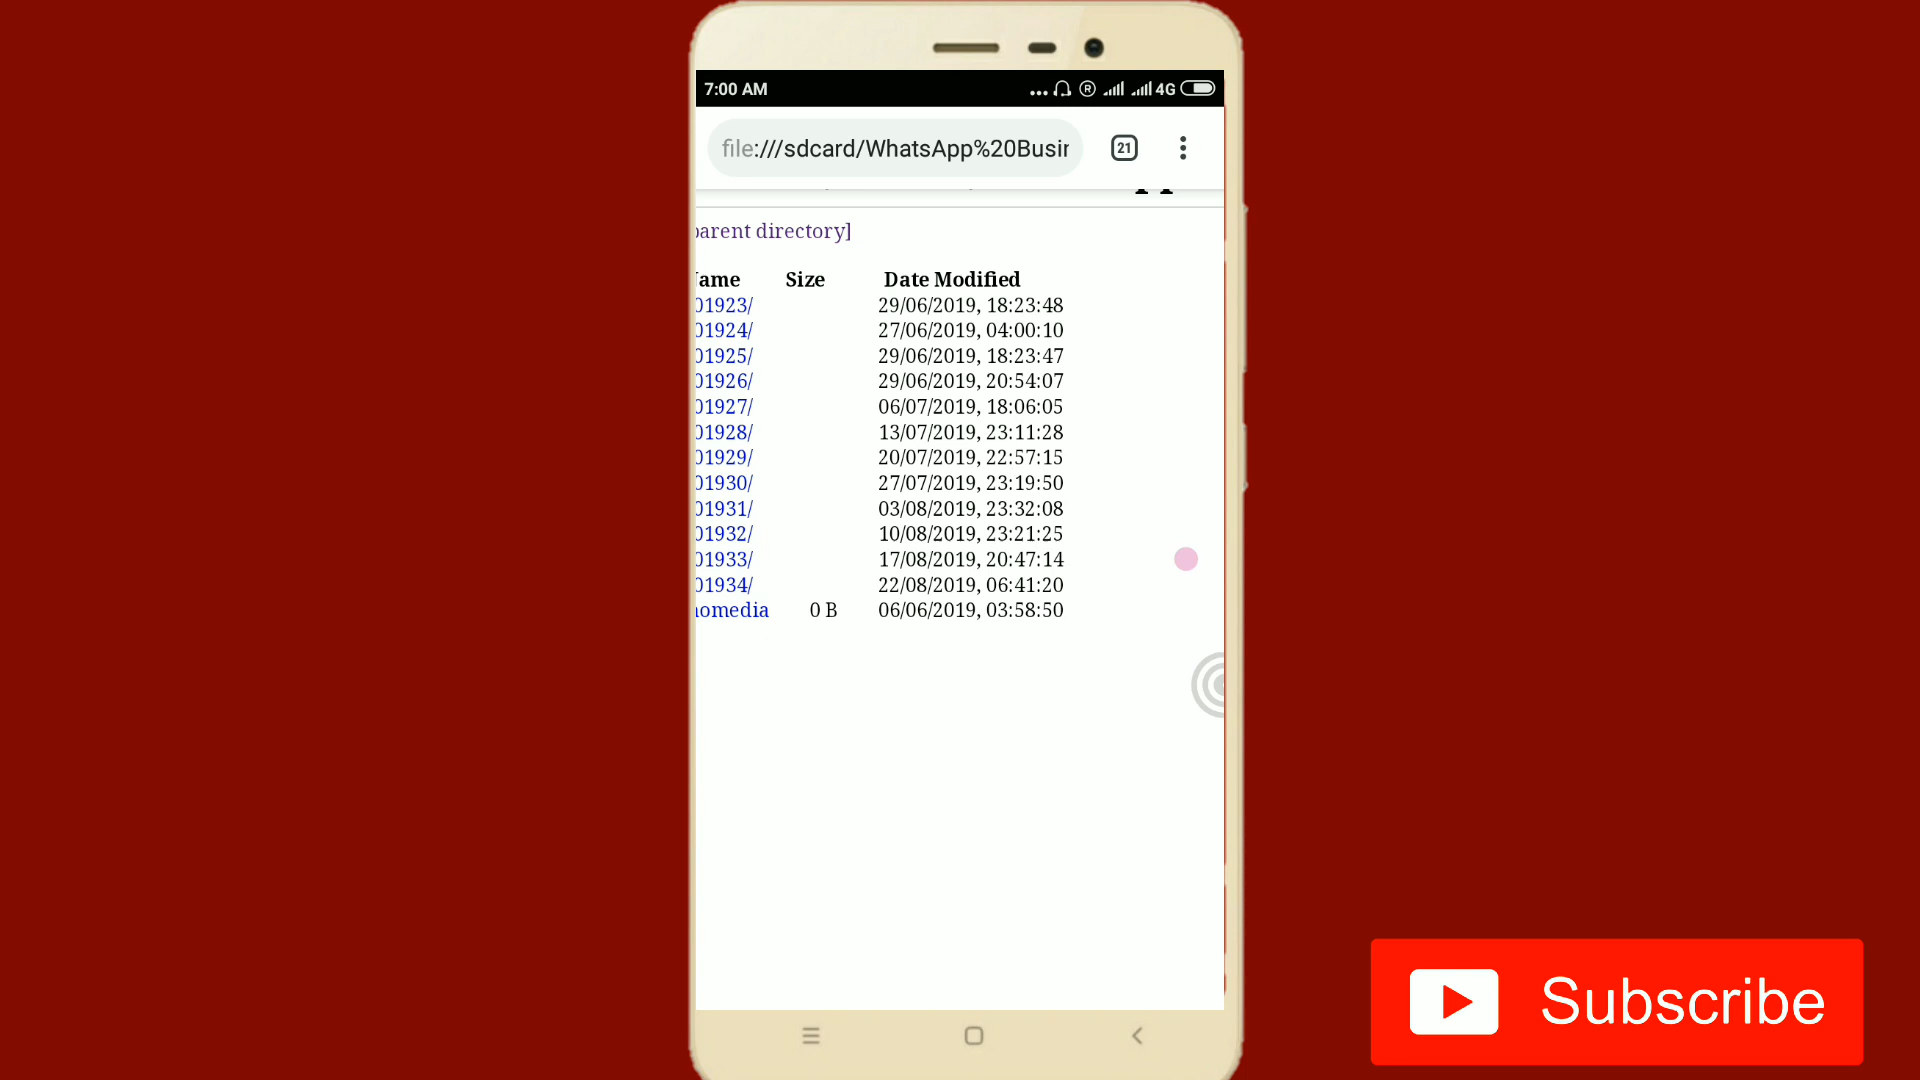 7:00 AM
4G
file:///sdcard/WhatsApp%20Busin
21
parent directory]
Name Size Date Modified
01923/ 29/06/2019, 18:23:48
01924/ 27/06/2019, 04:00:10
01925/ 29/06/2019, 18:23:47
01926/ 29/06/2019, 20:54:07
01927/ 06/07/2019, 18:06:05
01928/ 13/07/2019, 23:11:28
01929/ 20/07/2019, 22:57:15
01930/ 27/07/2019, 23:19:50
01931/ 03/08/2019, 23:32:08
01932/ 10/08/2019, 23:21:25
01933/ 17/08/2019, 20:47:14
01934/ 22/08/2019, 06:41:20
nomedia 0 B 06/06/2019, 03:58:50
Subscribe